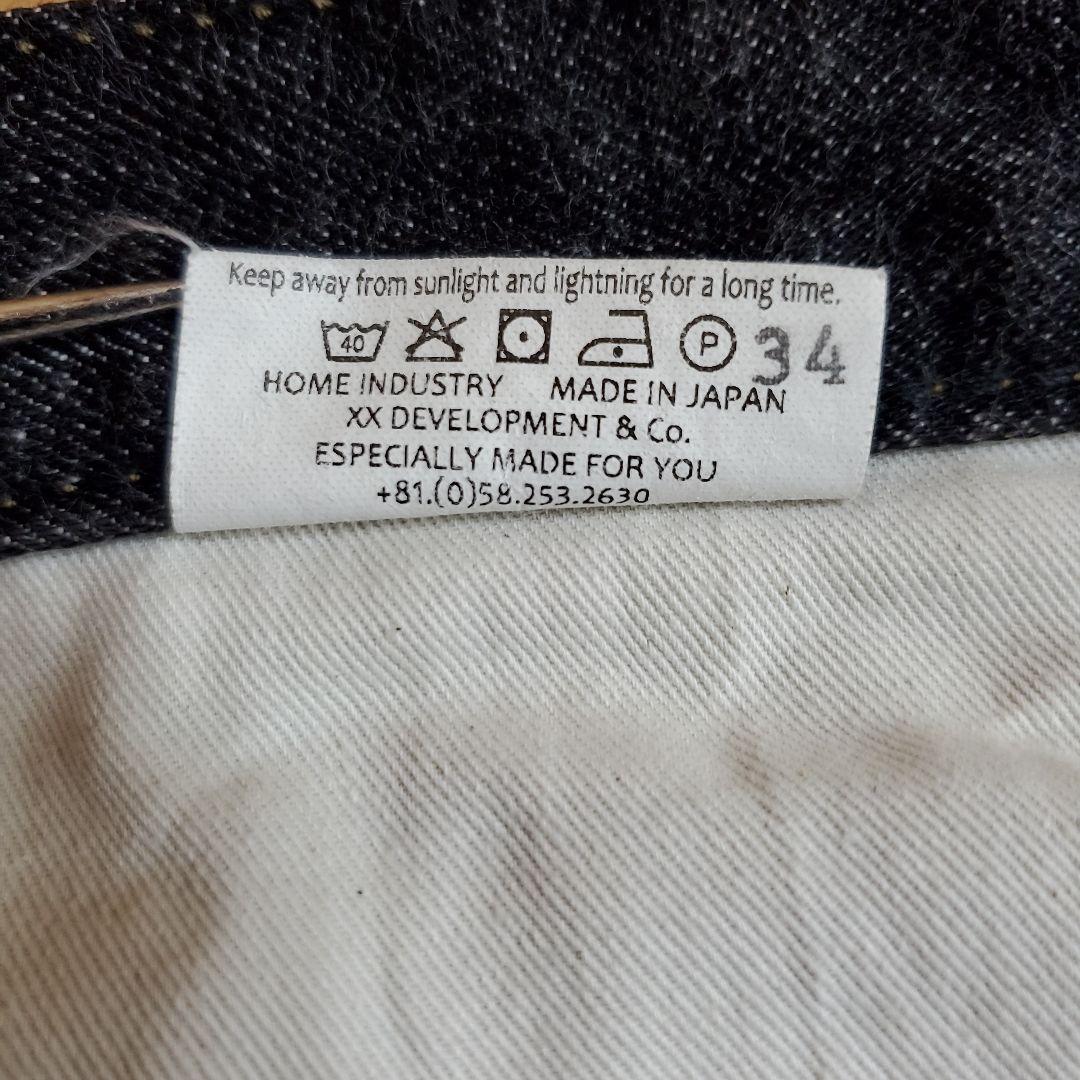 Keep away from sunlight and lightning for a long time.
40 P 34
HOME INDUSTRY MADE IN JAPAN
XX DEVELOPMENT & Co.
ESPECIALLY MADE FOR YOU
+81.(0)58.253.2630